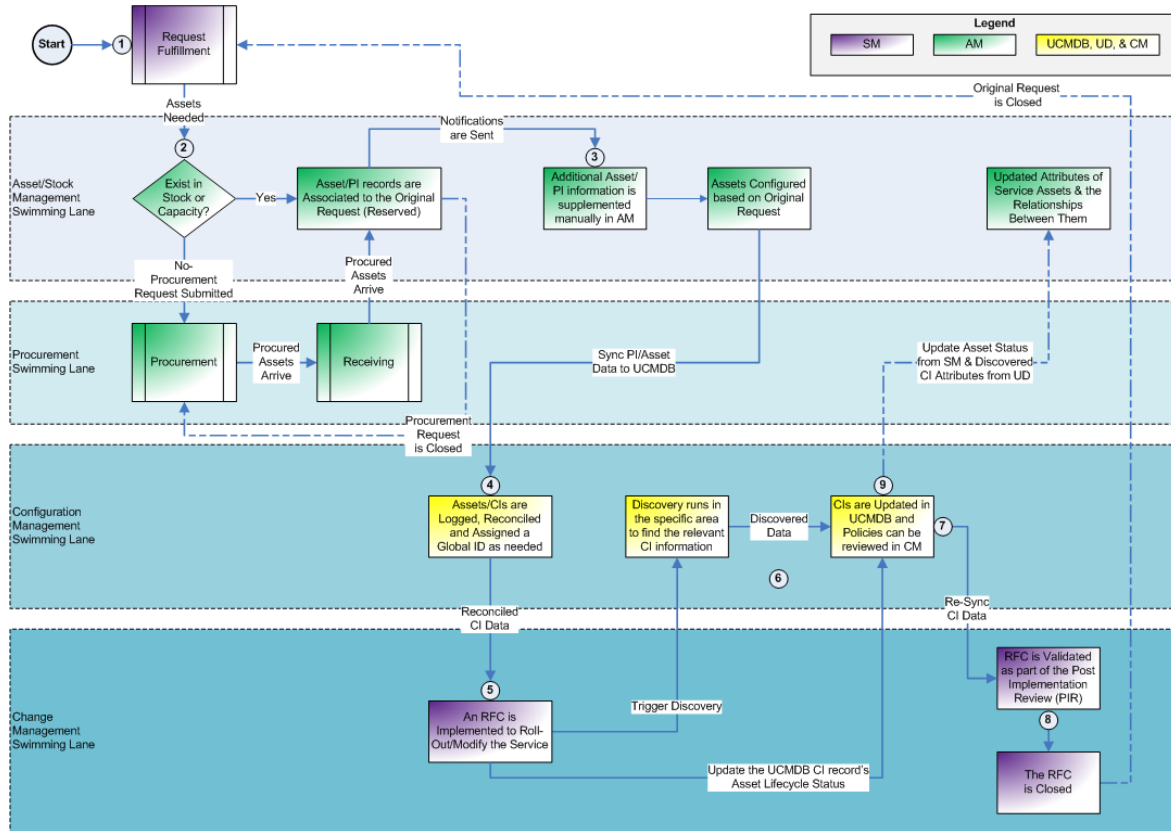 Legend
SM
AM
UCMDB, UD, & CM
Start
1
Request
Fulfillment
Original Request
is Closed
Assets
Needed
Asset/Stock
Management
Swimming Lane
2
Exist in
Stock or
Capacity?
Yes
Asset/PI records are
Associated to the Original
Request (Reserved)
Notifications
are Sent
3
Additional Asset/
PI information is
supplemented
manually in AM
Assets Configured
based on Original
Request
Updated Attributes of
Service Assets & the
Relationships
Between Them
No-
Procurement
Request Submitted
Procured
Assets
Arrive
Procurement
Swimming Lane
Procurement
Procured
Assets
Arrive
Receiving
Sync PI/Asset
Data to UCMDB
Update Asset Status
from SM & Discovered
CI Attributes from UD
Procurement
Request
is Closed
Configuration
Management
Swimming Lane
4
Assets/CIs are
Logged, Reconciled
and Assigned a
Global ID as needed
Discovery runs in
the specific area
to find the relevant
CI information
Discovered
Data
9
CIs are Updated in
UCMDB and
Policies can be
reviewed in CM
7
6
Reconciled
CI Data
Re-Sync
CI Data
Change
Management
Swimming Lane
5
An RFC is
Implemented to Roll-
Out/Modify the Service
Trigger Discovery
Update the UCMDB CI record's
Asset Lifecycle Status
RFC is Validated
as part of the Post
Implementation
Review (PIR)
8
The RFC
is Closed